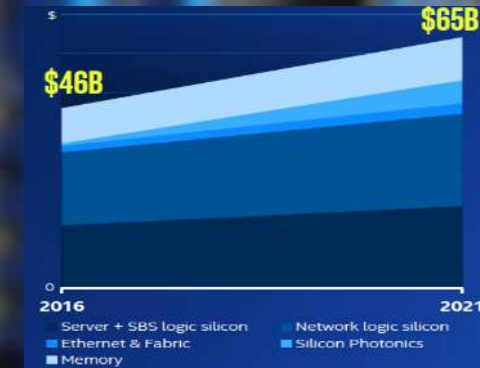 $
$65B
$46B
0
2016 2021
Server + SBS logic silicon Network logic silicon
Ethernet & Fabric Silicon Photonics
Memory